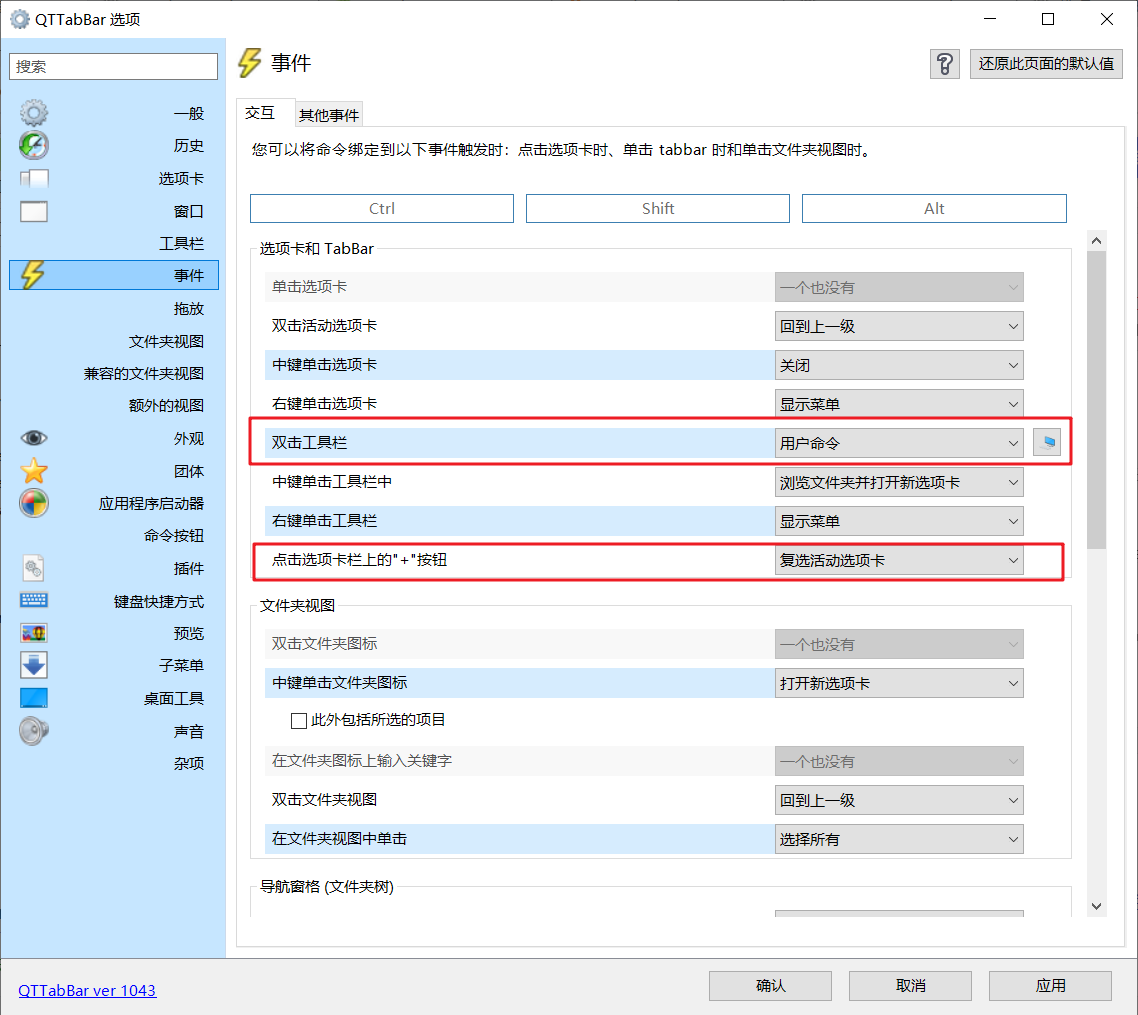 QTTabBar 选项
搜索
一般
历史
选项卡
窗口
工具栏
事件
拖放
文件夹视图
兼容的文件夹视图
额外的视图
外观
团体
应用程序启动器
命令按钮
插件
键盘快捷方式
预览
子菜单
桌面工具
声音
杂项
事件
?
还原此页面的默认值
交互
其他事件
您可以将命令绑定到以下事件触发时：点击选项卡时、单击 tabbar 时和单击文件夹视图时。
Ctrl
Shift
Alt
选项卡和 TabBar
单击选项卡 一个也没有
双击活动选项卡 回到上一级
中键单击选项卡 关闭
右键单击选项卡 显示菜单
双击工具栏 用户命令
中键单击工具栏中 浏览文件夹并打开新选项卡
右键单击工具栏 显示菜单
点击选项卡栏上的"+"按钮 复选活动选项卡
文件夹视图
双击文件夹图标 一个也没有
中键单击文件夹图标 打开新选项卡
此外包括所选的项目
在文件夹图标上输入关键字 一个也没有
双击文件夹视图 回到上一级
在文件夹视图中单击 选择所有
导航窗格 (文件夹树)
QTTabBar ver 1043
确认
取消
应用